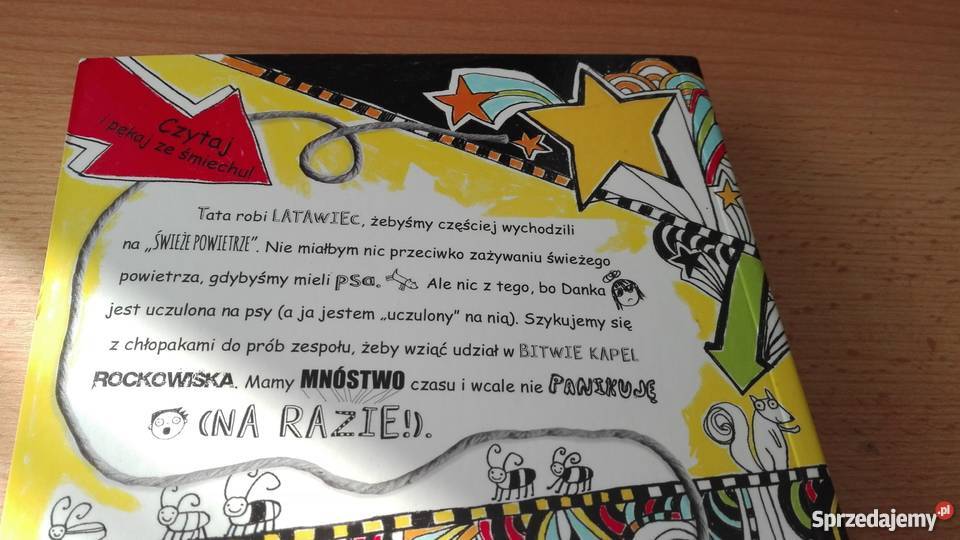 Czytaj
i pękaj ze śmiechu!
Tata robi LATAWIEC, żebyśmy częściej wychodzili
na „ŚWIEŻE POWIETRZE”. Nie miałbym nic przeciwko zażywaniu świeżego
powietrza, gdybyśmy mieli psa. Ale nic z tego, bo Danka
jest uczulona na psy (a ja jestem „uczulony” na nią). Szykujemy się
z chłopakami do prób zespołu, żeby wziąć udział w BITWIE KAPEL
ROCKOWISKA. Mamy MNÓSTWO czasu i wcale nie PANIKUJĘ
(NA RAZIE!).
Sprzedajemy.pl